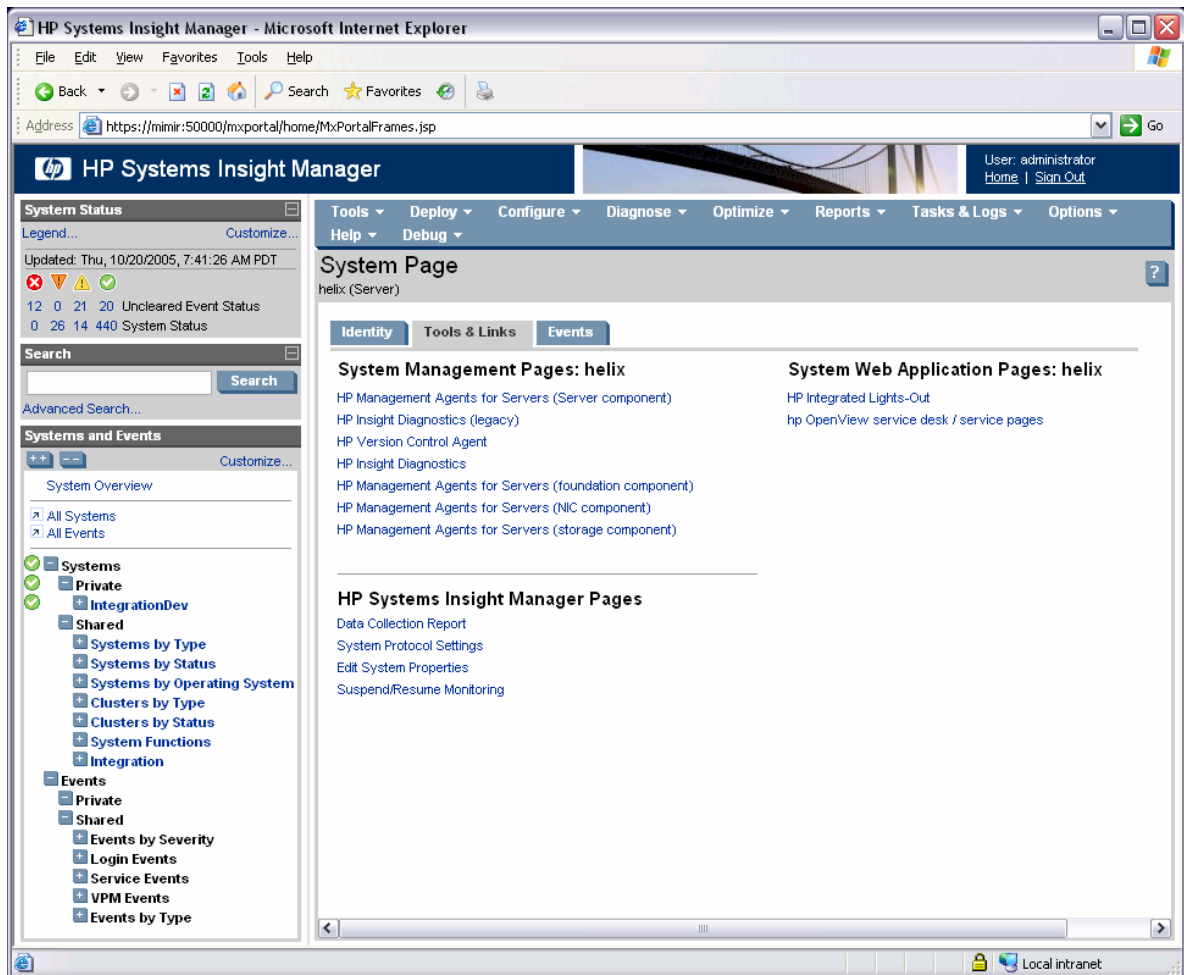 HP Systems Insight Manager - Microsoft Internet Explorer
File Edit View Favorites Tools Help
Back Search Favorites
Address https://mimir:50000/mxportal/home/MxPortalFrames.jsp Go
hp HP Systems Insight Manager
User: administrator
Home | Sign Out
System Status
Legend... Customize...
Updated: Thu, 10/20/2005, 7:41:26 AM PDT
12 0 21 20 Uncleared Event Status
0 26 14 440 System Status
Search
Search
Advanced Search...
Systems and Events
Customize...
System Overview
All Systems
All Events
Systems
Private
IntegrationDev
Shared
Systems by Type
Systems by Status
Systems by Operating System
Clusters by Type
Clusters by Status
System Functions
Integration
Events
Private
Shared
Events by Severity
Login Events
Service Events
VPM Events
Events by Type
Tools Deploy Configure Diagnose Optimize Reports Tasks & Logs Options
Help Debug
System Page
helix (Server)
?
Identity Tools & Links Events
System Management Pages: helix
HP Management Agents for Servers (Server component)
HP Insight Diagnostics (legacy)
HP Version Control Agent
HP Insight Diagnostics
HP Management Agents for Servers (foundation component)
HP Management Agents for Servers (NIC component)
HP Management Agents for Servers (storage component)
System Web Application Pages: helix
HP Integrated Lights-Out
hp OpenView service desk / service pages
HP Systems Insight Manager Pages
Data Collection Report
System Protocol Settings
Edit System Properties
Suspend/Resume Monitoring
Local intranet